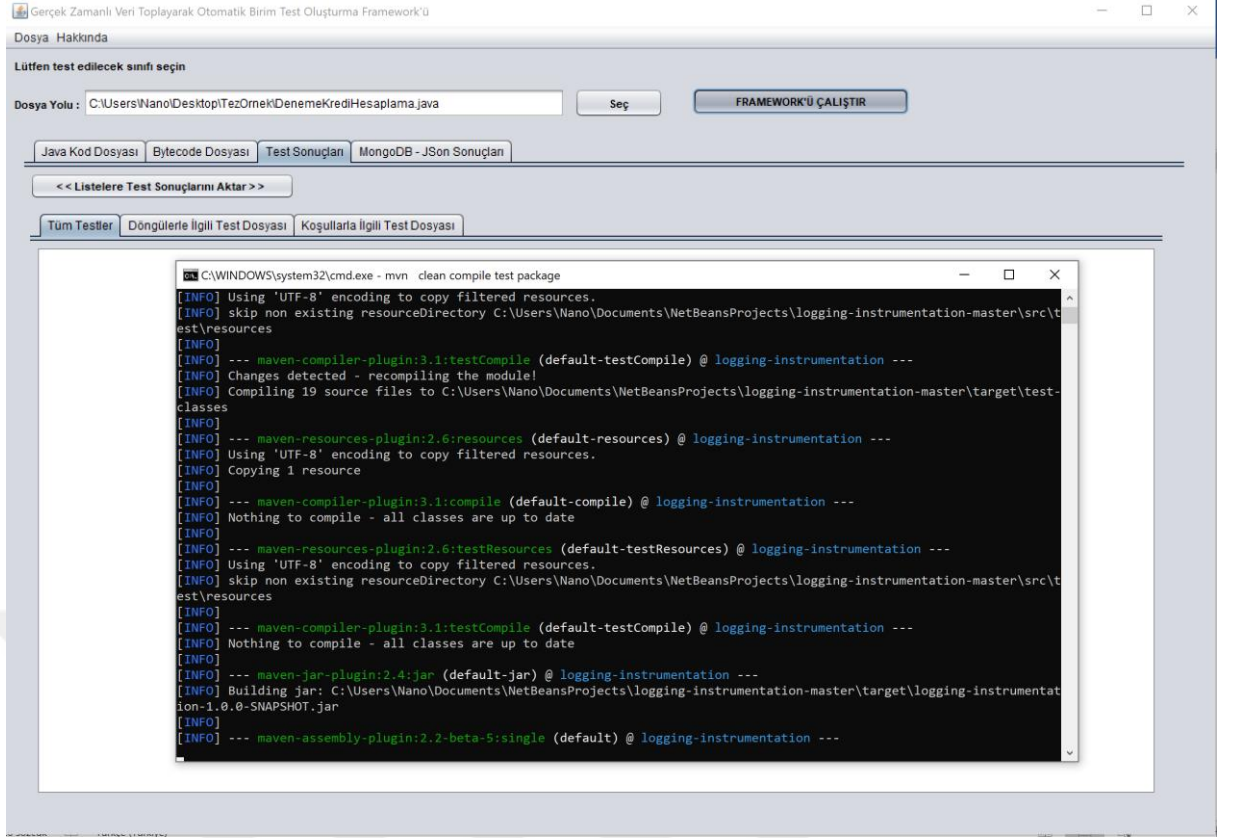 Gerçek Zamanlı Veri Toplayarak Otomatik Birim Test Oluşturma Framework'ü
Dosya Hakkında
Lütfen test edilecek sınıfı seçin
Dosya Yolu : C:\Users\Nano\Desktop\TezOrnek\DenemeKrediHesaplama.java Seç FRAMEWORK'Ü ÇALIŞTIR
Java Kod Dosyası Bytecode Dosyası Test Sonuçları MongoDB - JSon Sonuçları
<< Listelere Test Sonuçlarını Aktar >>
Tüm Testler Döngülerle İlgili Test Dosyası Koşullarla İlgili Test Dosyası
C:\WINDOWS\system32\cmd.exe - mvn clean compile test package
[INFO] Using 'UTF-8' encoding to copy filtered resources.
[INFO] skip non existing resourceDirectory C:\Users\Nano\Documents\NetBeansProjects\logging-instrumentation-master\src\t
est\resources
[INFO]
[INFO] --- maven-compiler-plugin:3.1:testCompile (default-testCompile) @ logging-instrumentation ---
[INFO] Changes detected - recompiling the module!
[INFO] Compiling 19 source files to C:\Users\Nano\Documents\NetBeansProjects\logging-instrumentation-master\target\test-
classes
[INFO]
[INFO] --- maven-resources-plugin:2.6:resources (default-resources) @ logging-instrumentation ---
[INFO] Using 'UTF-8' encoding to copy filtered resources.
[INFO] Copying 1 resource
[INFO]
[INFO] --- maven-compiler-plugin:3.1:compile (default-compile) @ logging-instrumentation ---
[INFO] Nothing to compile - all classes are up to date
[INFO]
[INFO] --- maven-resources-plugin:2.6:testResources (default-testResources) @ logging-instrumentation ---
[INFO] Using 'UTF-8' encoding to copy filtered resources.
[INFO] skip non existing resourceDirectory C:\Users\Nano\Documents\NetBeansProjects\logging-instrumentation-master\src\t
est\resources
[INFO]
[INFO] --- maven-compiler-plugin:3.1:testCompile (default-testCompile) @ logging-instrumentation ---
[INFO] Nothing to compile - all classes are up to date
[INFO]
[INFO] --- maven-jar-plugin:2.4:jar (default-jar) @ logging-instrumentation ---
[INFO] Building jar: C:\Users\Nano\Documents\NetBeansProjects\logging-instrumentation-master\target\logging-instrumentat
ion-1.0.0-SNAPSHOT.jar
[INFO]
[INFO] --- maven-assembly-plugin:2.2-beta-5:single (default) @ logging-instrumentation ---